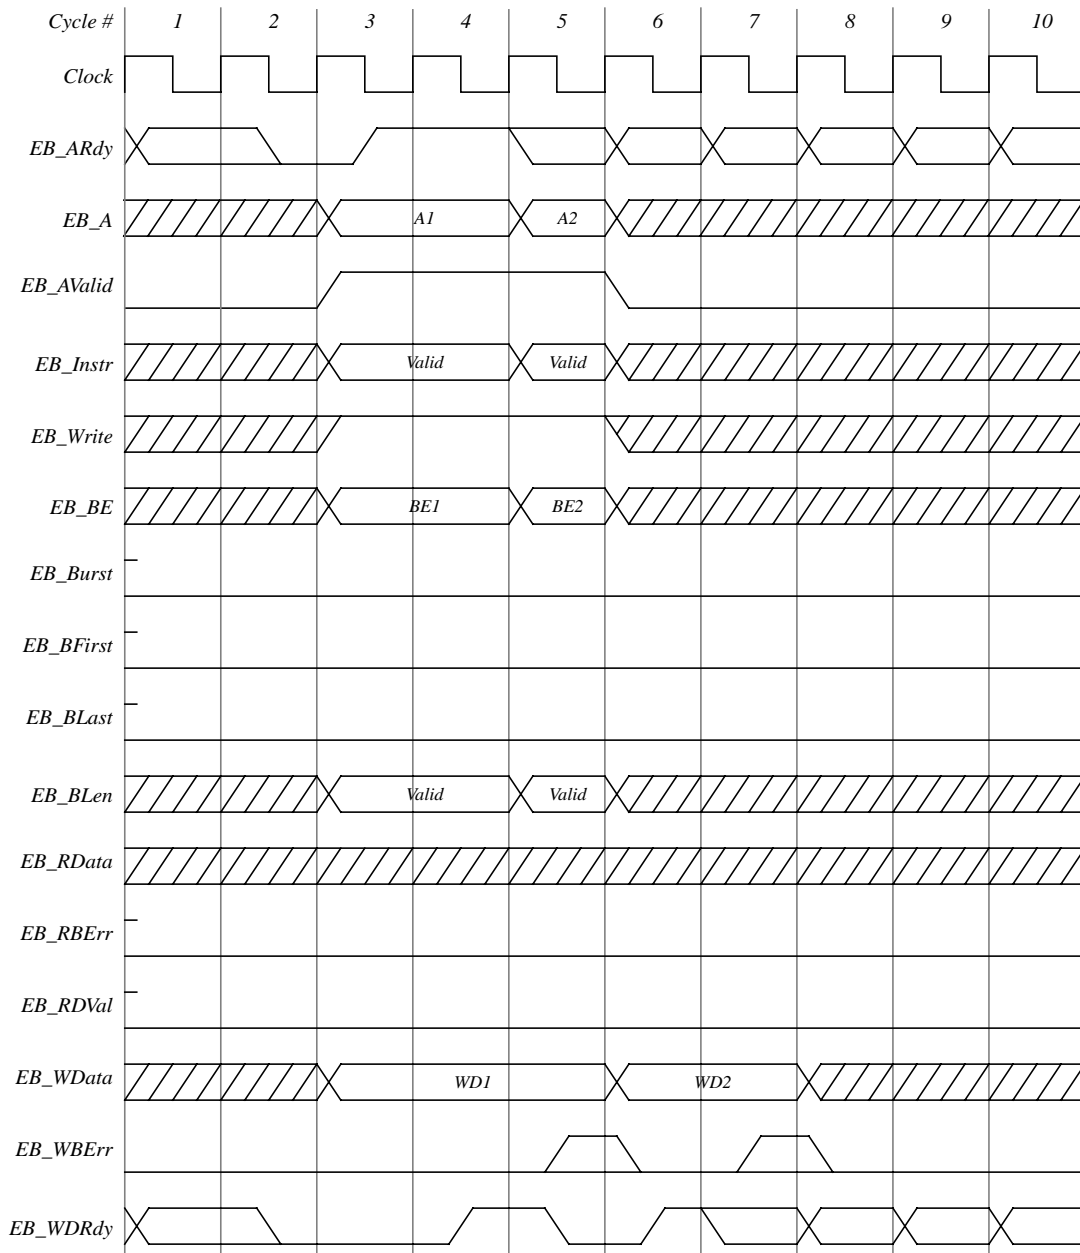 Cycle # 1 2 3 4 5 6 7 8 9 10
Clock
EB_ARdy
EB_A A1 A2
EB_AValid
EB_Instr Valid Valid
EB_Write
EB_BE BE1 BE2
EB_Burst
EB_BFirst
EB_BLast
EB_BLen Valid Valid
EB_RData
EB_RBErr
EB_RDVal
EB_WData WD1 WD2
EB_WBErr
EB_WDRdy